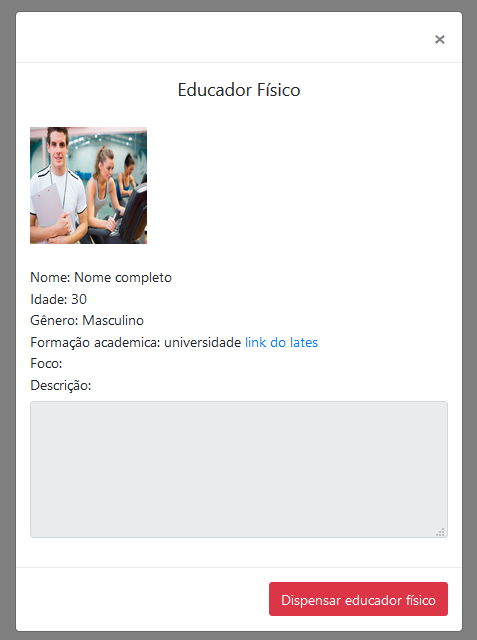 ×
Educador Físico
Nome: Nome completo
Idade: 30
Gênero: Masculino
Formação academica: universidade link do lates
Foco:
Descrição:
Dispensar educador físico